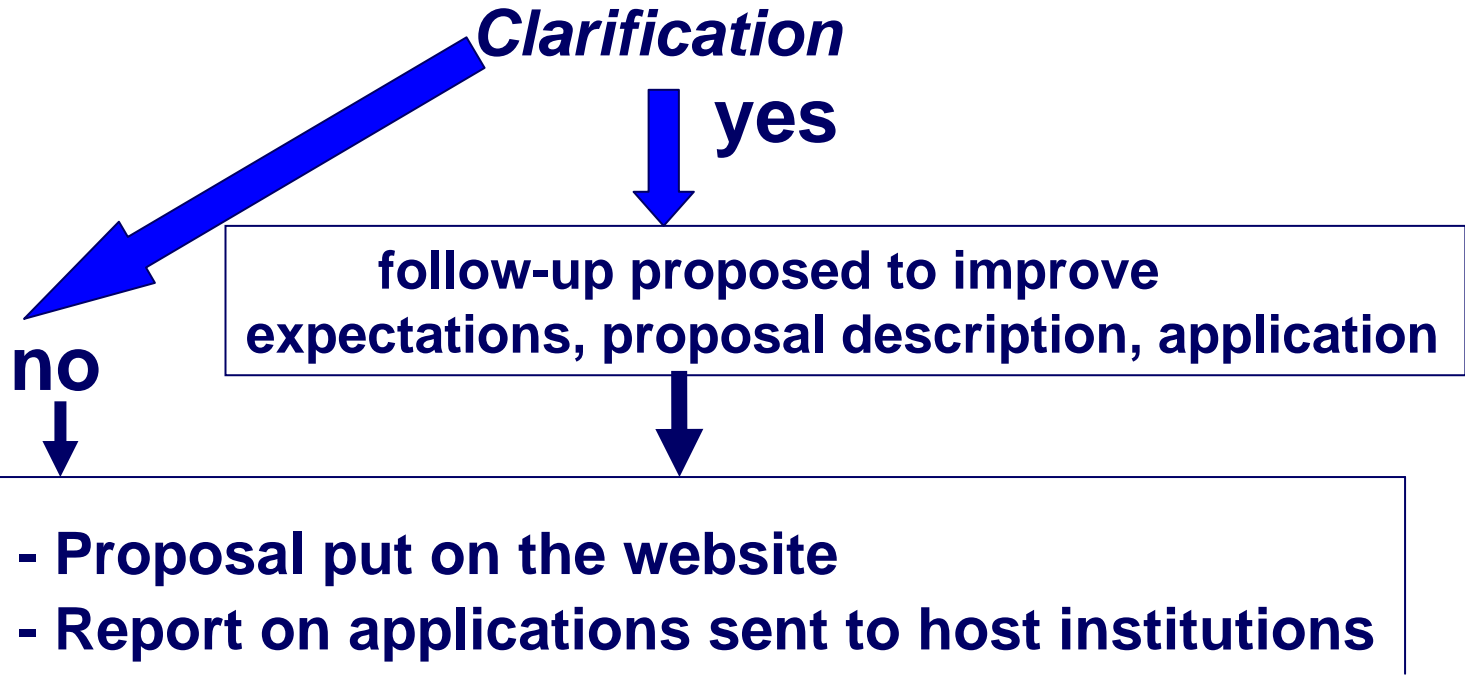 Clarification
yes
follow-up proposed to improve
expectations, proposal description, application
no
- Proposal put on the website
- Report on applications sent to host institutions